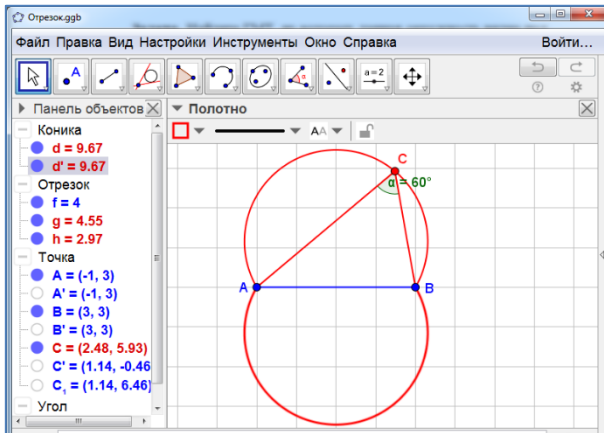 Отрезок.ggb
Файл Правка Вид Настройки Инструменты Окно Справка Войти...
A a = 2
Панель объектов
Полотно
AA
Коника
d = 9.67
d' = 9.67
Отрезок
f = 4
g = 4.55
h = 2.97
Точка
A = (-1, 3)
A' = (-1, 3)
B = (3, 3)
B' = (3, 3)
C = (2.48, 5.93)
C' = (1.14, -0.46
C₁ = (1.14, 6.46)
Угол
C
α = 60°
A
B